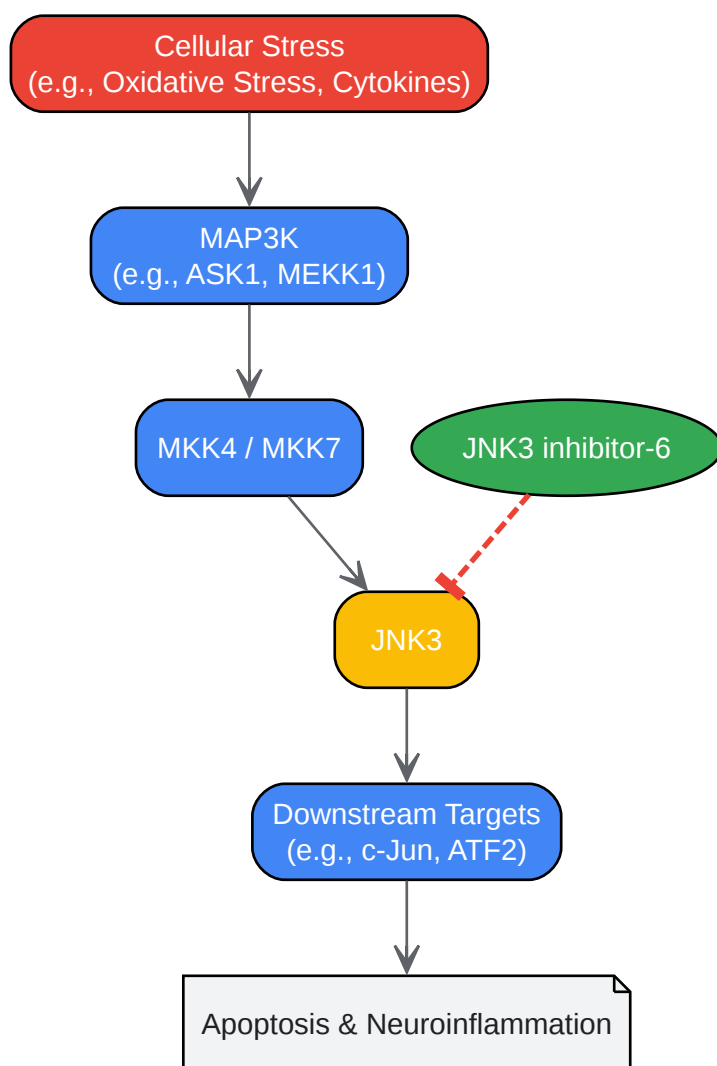 Cellular Stress
(e.g., Oxidative Stress, Cytokines)
MAP3K
(e.g., ASK1, MEKK1)
MKK4 / MKK7
JNK3 inhibitor-6
JNK3
Downstream Targets
(e.g., c-Jun, ATF2)
Apoptosis & Neuroinflammation